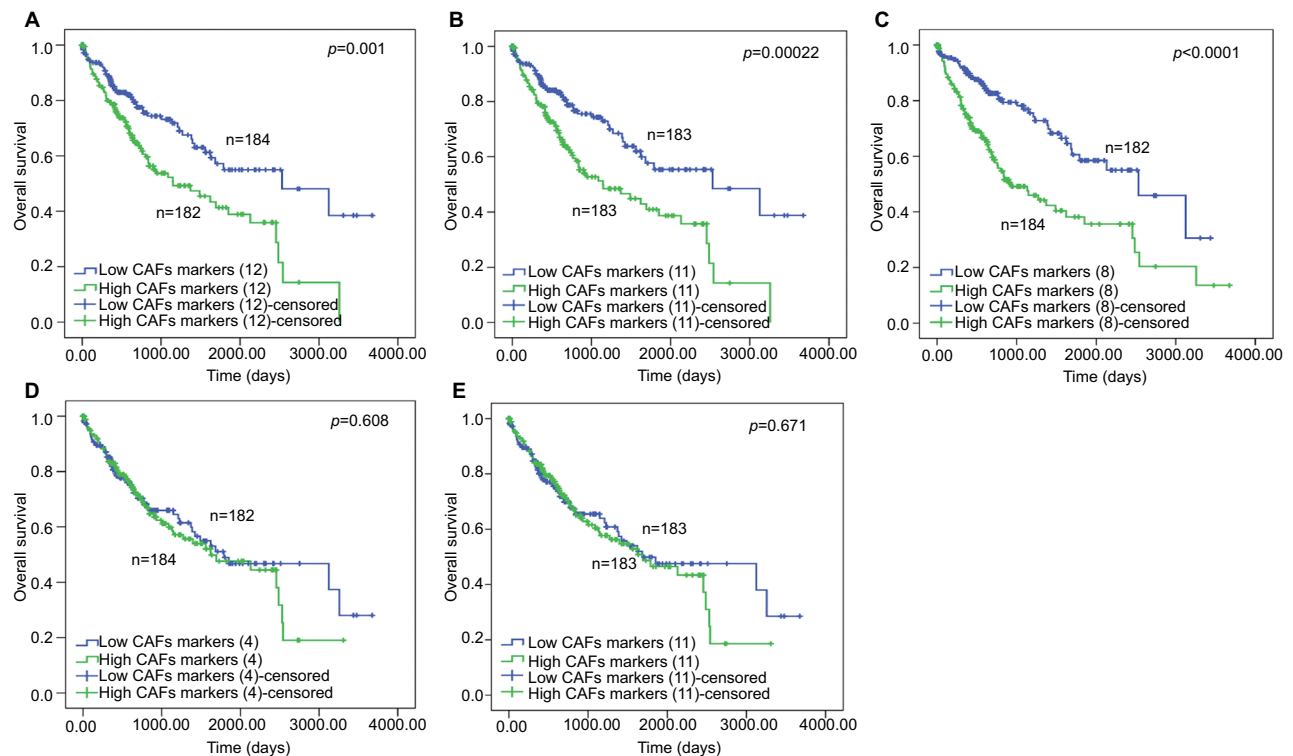 A
p=0.001
Overall survival
1.0
0.8
0.6
0.4
0.2
0.0
n=184
n=182
Low CAFs markers (12)
High CAFs markers (12)
Low CAFs markers (12)-censored
High CAFs markers (12)-censored
0.00 1000.00 2000.00 3000.00 4000.00
Time (days)
B
p=0.00022
Overall survival
1.0
0.8
0.6
0.4
0.2
0.0
n=183
n=183
Low CAFs markers (11)
High CAFs markers (11)
Low CAFs markers (11)-censored
High CAFs markers (11)-censored
0.00 1000.00 2000.00 3000.00 4000.00
Time (days)
C
p<0.0001
Overall survival
1.0
0.8
0.6
0.4
0.2
0.0
n=182
n=184
Low CAFs markers (8)
High CAFs markers (8)
Low CAFs markers (8)-censored
High CAFs markers (8)-censored
0.00 1000.00 2000.00 3000.00 4000.00
Time (days)
D
p=0.608
Overall survival
1.0
0.8
0.6
0.4
0.2
0.0
n=182
n=184
Low CAFs markers (4)
High CAFs markers (4)
Low CAFs markers (4)-censored
High CAFs markers (4)-censored
0.00 1000.00 2000.00 3000.00 4000.00
Time (days)
E
p=0.671
Overall survival
1.0
0.8
0.6
0.4
0.2
0.0
n=183
n=183
Low CAFs markers (11)
High CAFs markers (11)
Low CAFs markers (11)-censored
High CAFs markers (11)-censored
0.00 1000.00 2000.00 3000.00 4000.00
Time (days)